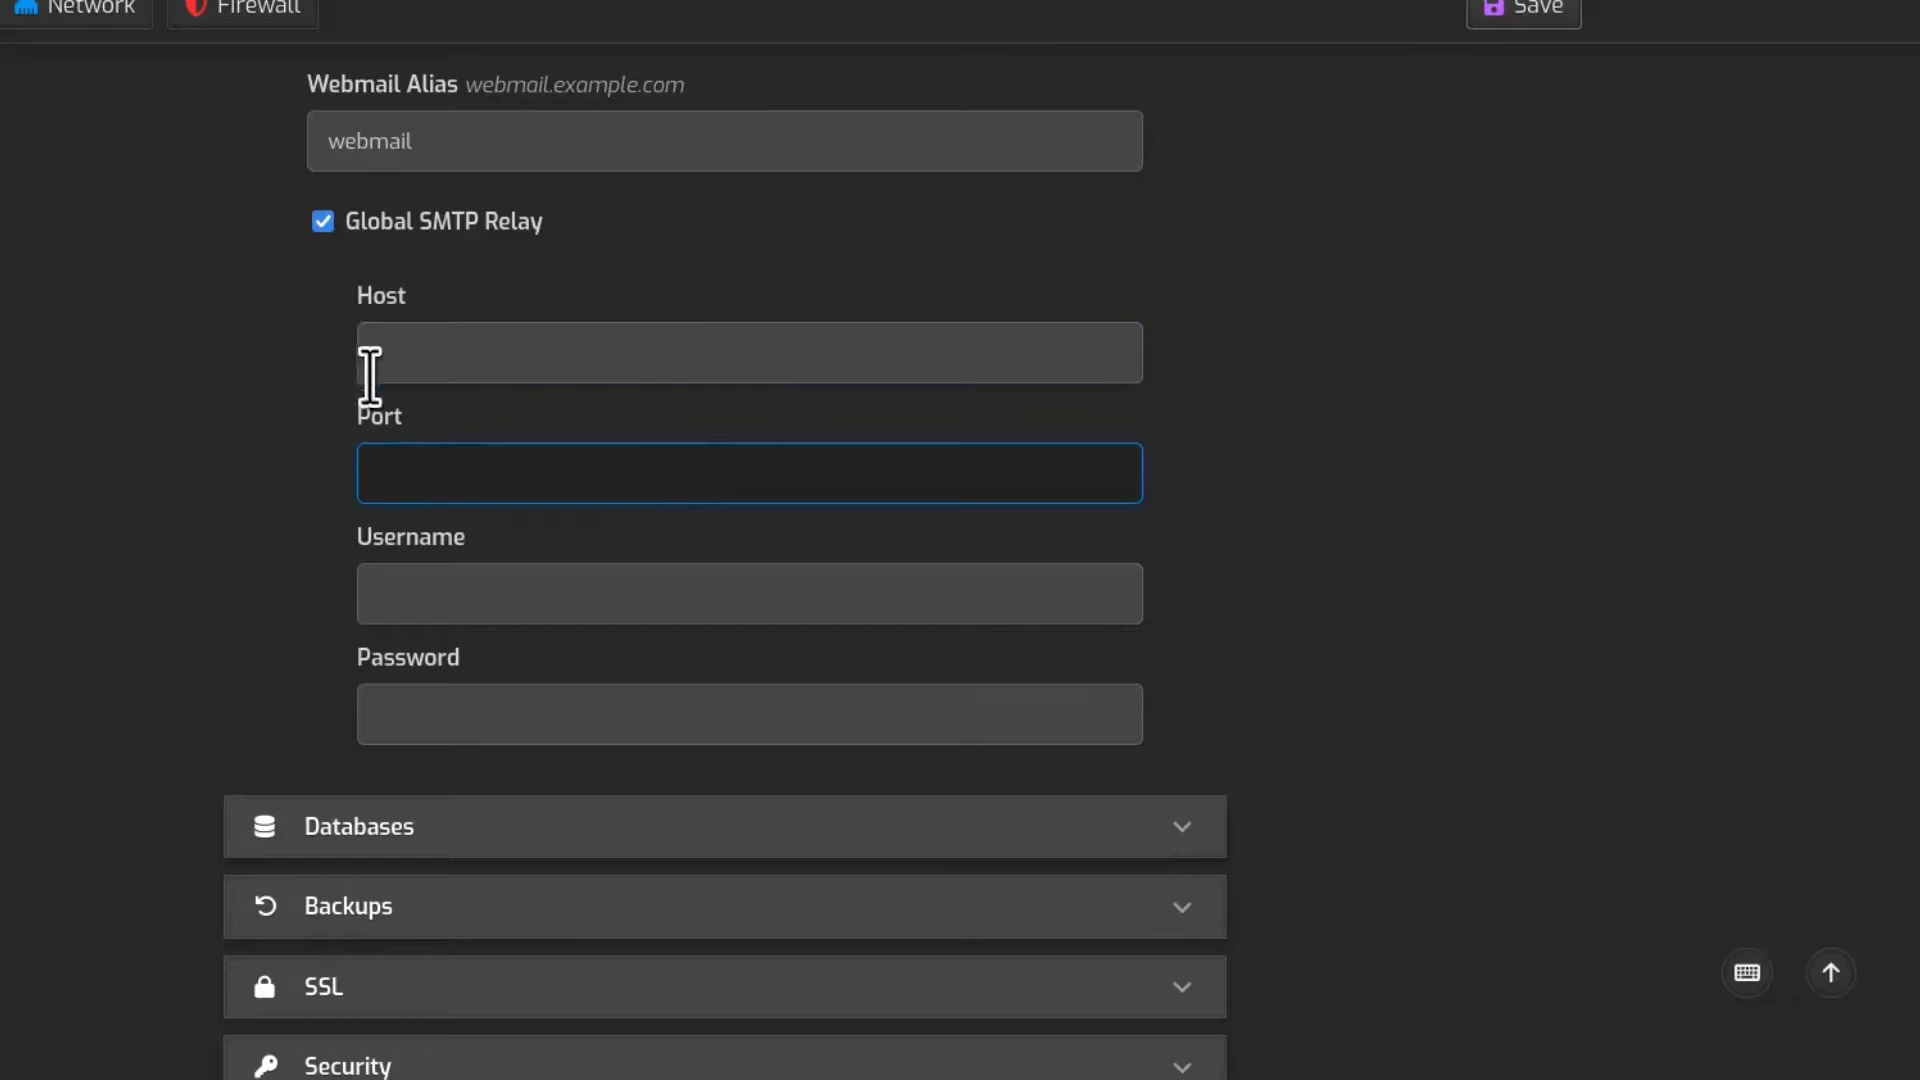 Network Firewall Save
Webmail Alias webmail.example.com
webmail
Global SMTP Relay
Host
Port
Username
Password
Databases
Backups
SSL
Security